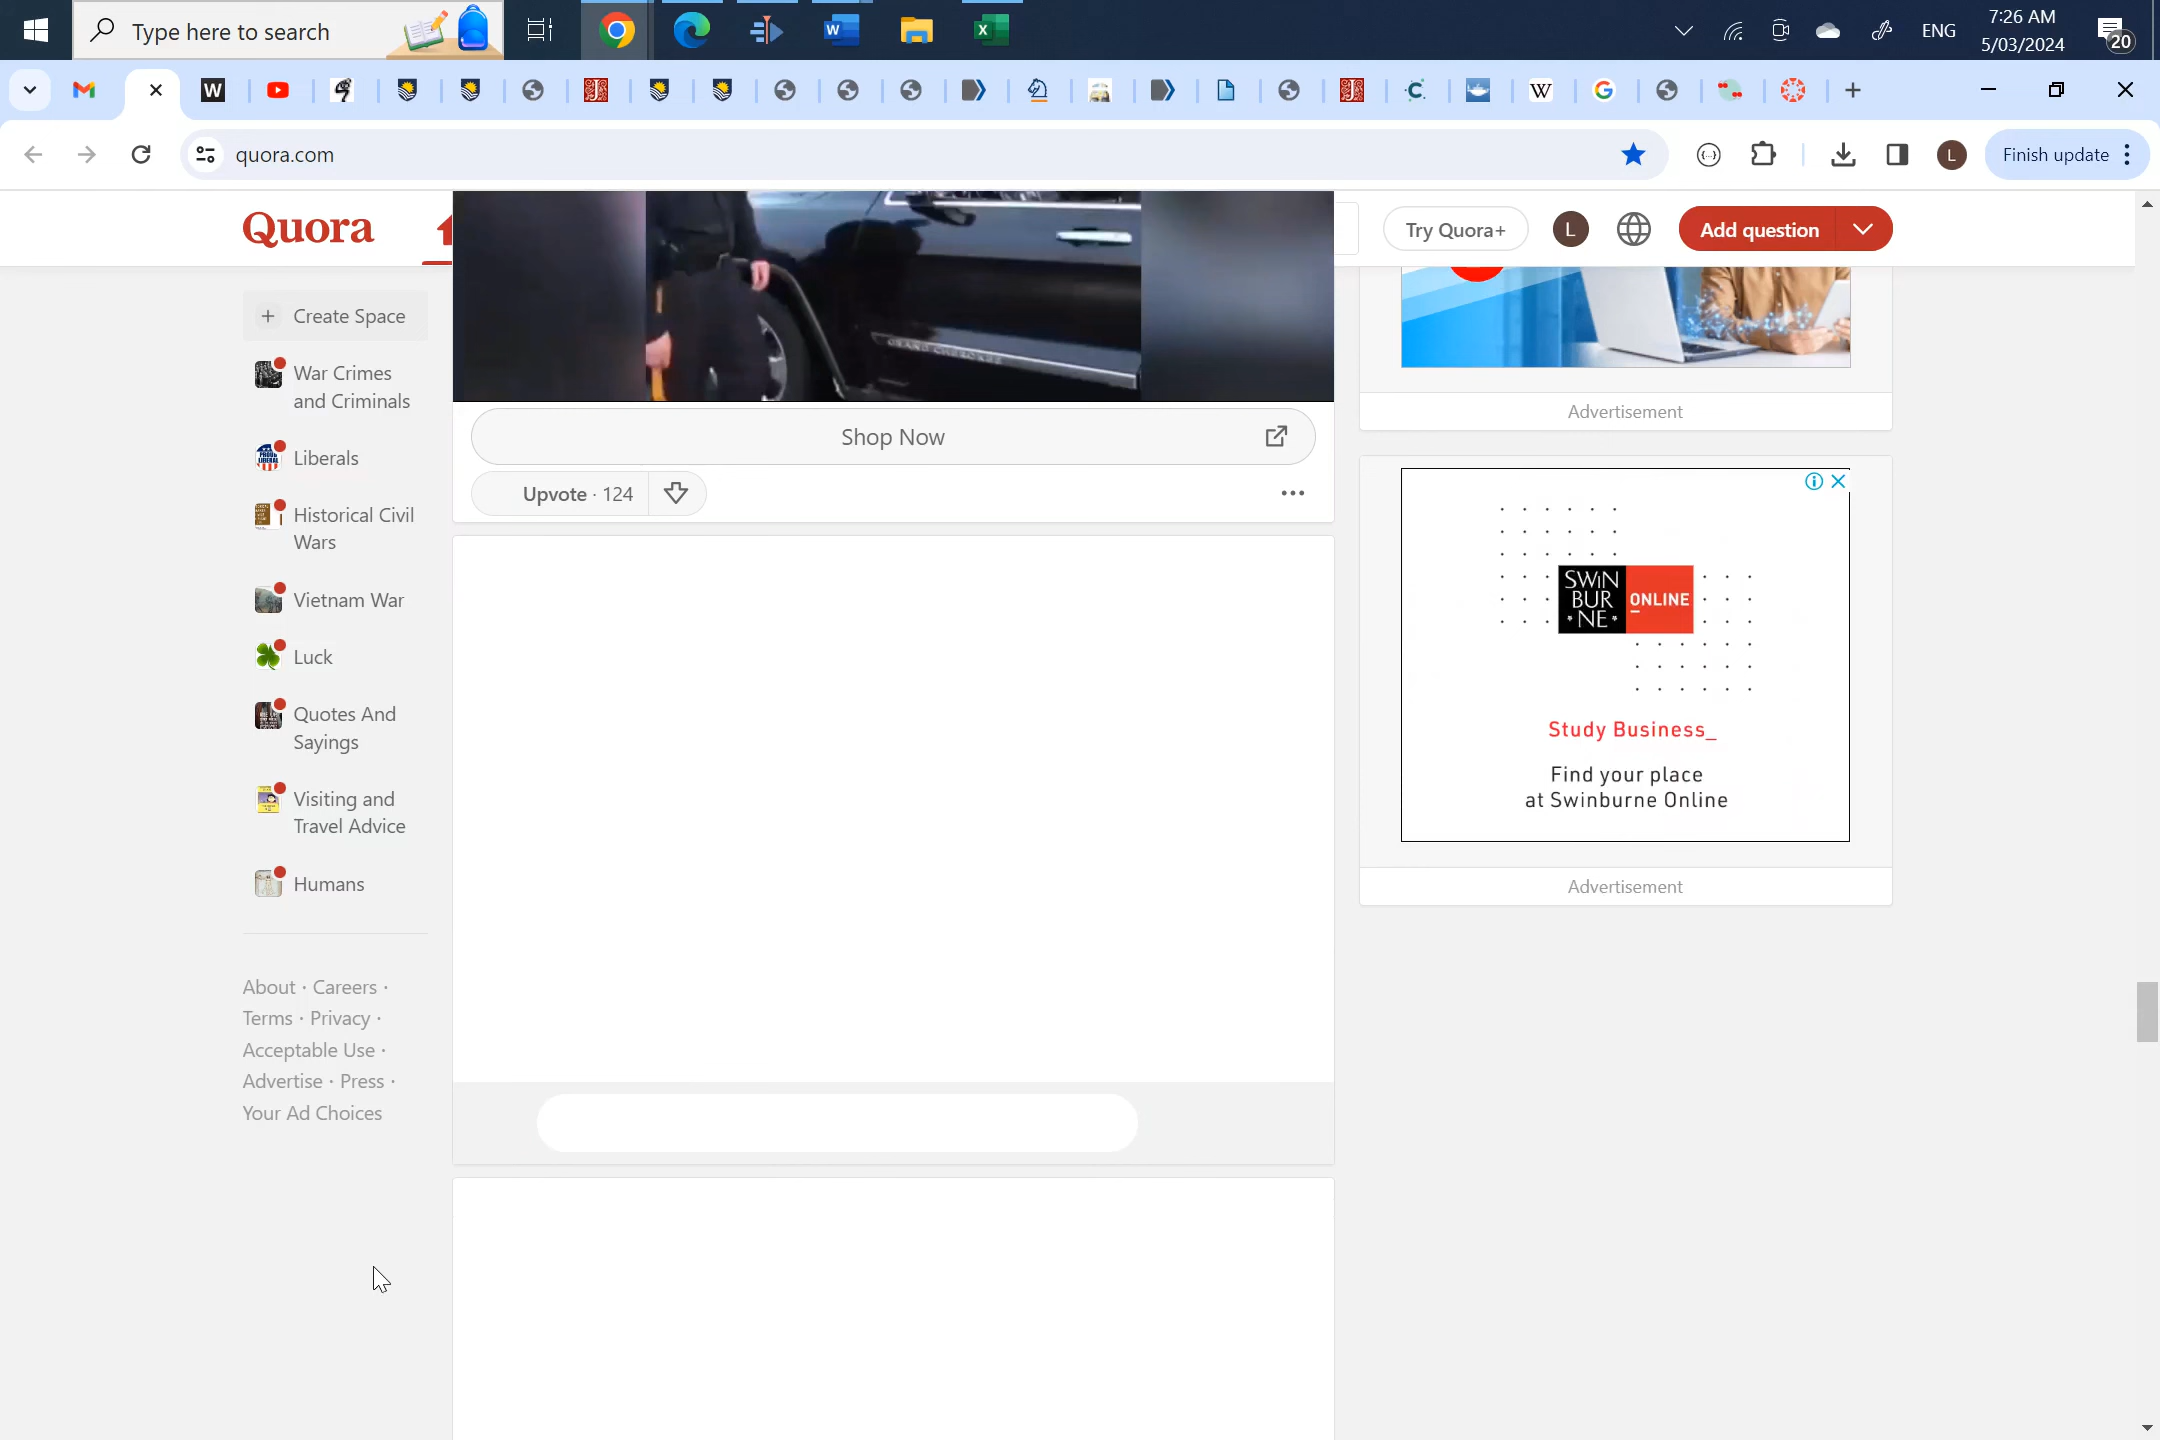 Type here to search
ENG
7:26 AM
5/03/2024
20
quora.com
L
Finish update
Quora
Try Quora+
L
Add question
Create Space
War Crimes
and Criminals
Liberals
Historical Civil
Wars
Vietnam War
Luck
Quotes And
Sayings
Visiting and
Travel Advice
Humans
About · Careers ·
Terms · Privacy ·
Acceptable Use ·
Advertise · Press ·
Your Ad Choices
GRAND CHEROKEE
Shop Now
Upvote · 124
Advertisement
SWiN
BUR
* NE *
ONLINE
Study Business_
Find your place
at Swinburne Online
Advertisement